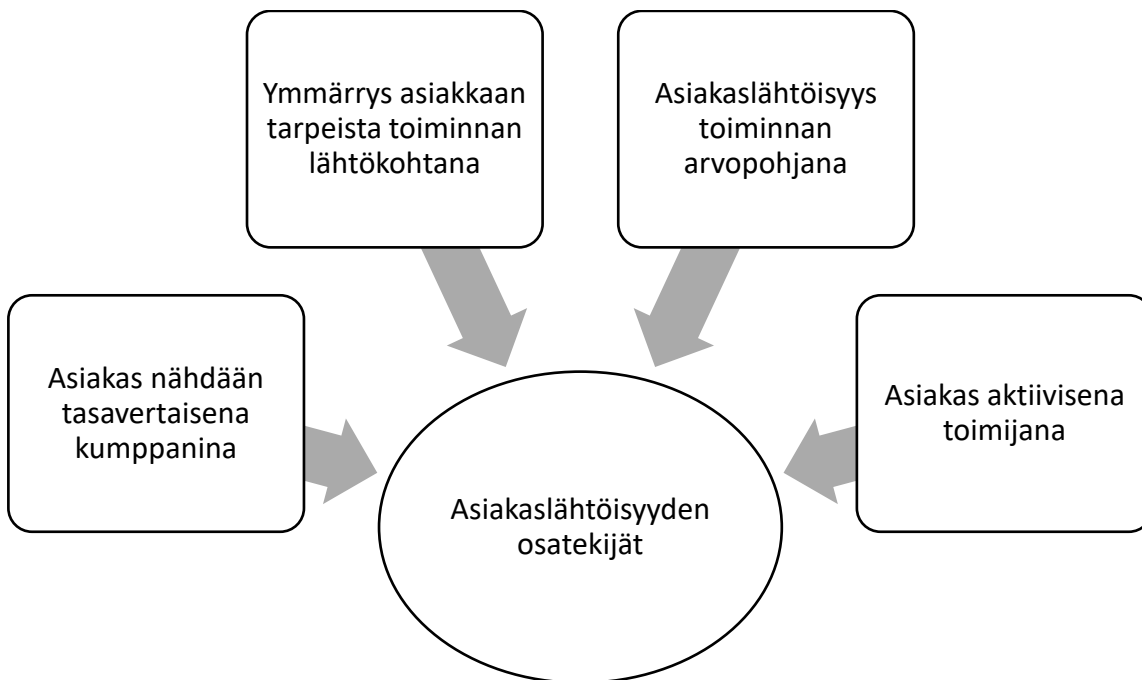 Ymmärrys asiakkaan
tarpeista toiminnan
lähtökohtana
Asiakaslähtöisyys
toiminnan
arvopohjana
Asiakas nähdään
tasavertaisena
kumppanina
Asiakas aktiivisena
toimijana
Asiakaslähtöisyyden
osatekijät